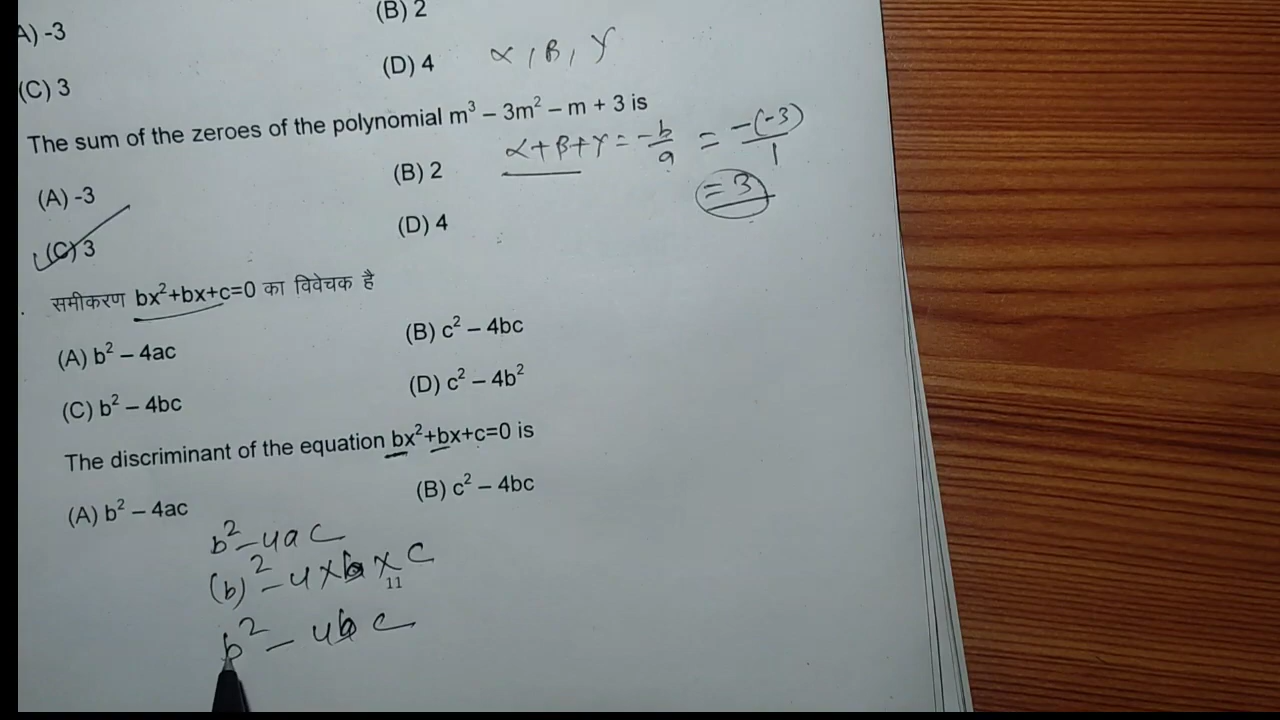 A) -3
(B) 2
(C) 3
(D) 4
α, β, γ
The sum of the zeroes of the polynomial m³ – 3m² – m + 3 is
α+β+γ = -b/a = -(-3)/1
= 3
(A) -3
(B) 2
(C) 3
(D) 4
. समीकरण bx²+bx+c=0 का विवेचक है
(A) b² – 4ac
(B) c² – 4bc
(C) b² – 4bc
(D) c² – 4b²
The discriminant of the equation bx²+bx+c=0 is
(A) b² – 4ac
(B) c² – 4bc
b² – 4ac
(b)² – 4×b×c
11
b² – 4bc